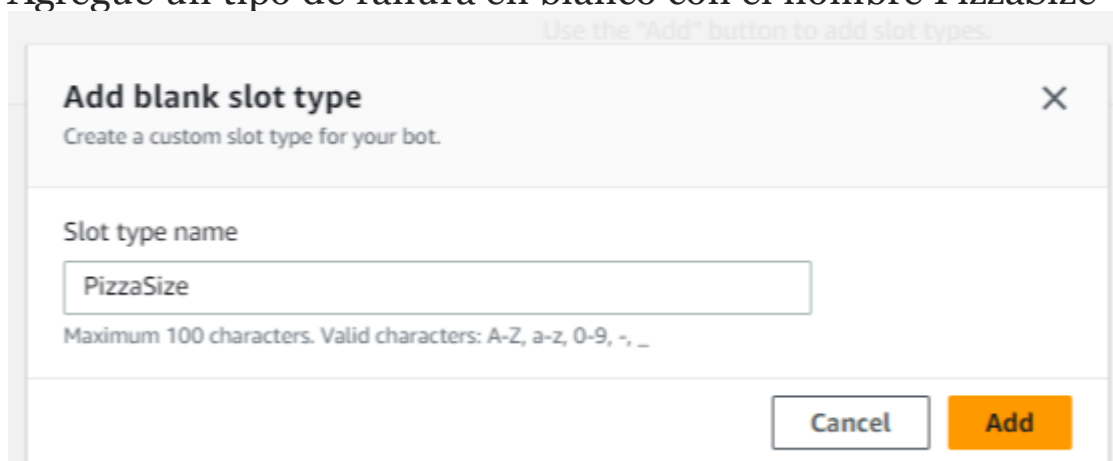 Agregue un tipo de ranura en blanco con el nombre PizzaSize
Use the "Add" button to add slot types.
Add blank slot type
Create a custom slot type for your bot.
Slot type name
PizzaSize
Maximum 100 characters. Valid characters: A-Z, a-z, 0-9, -, _
Cancel
Add